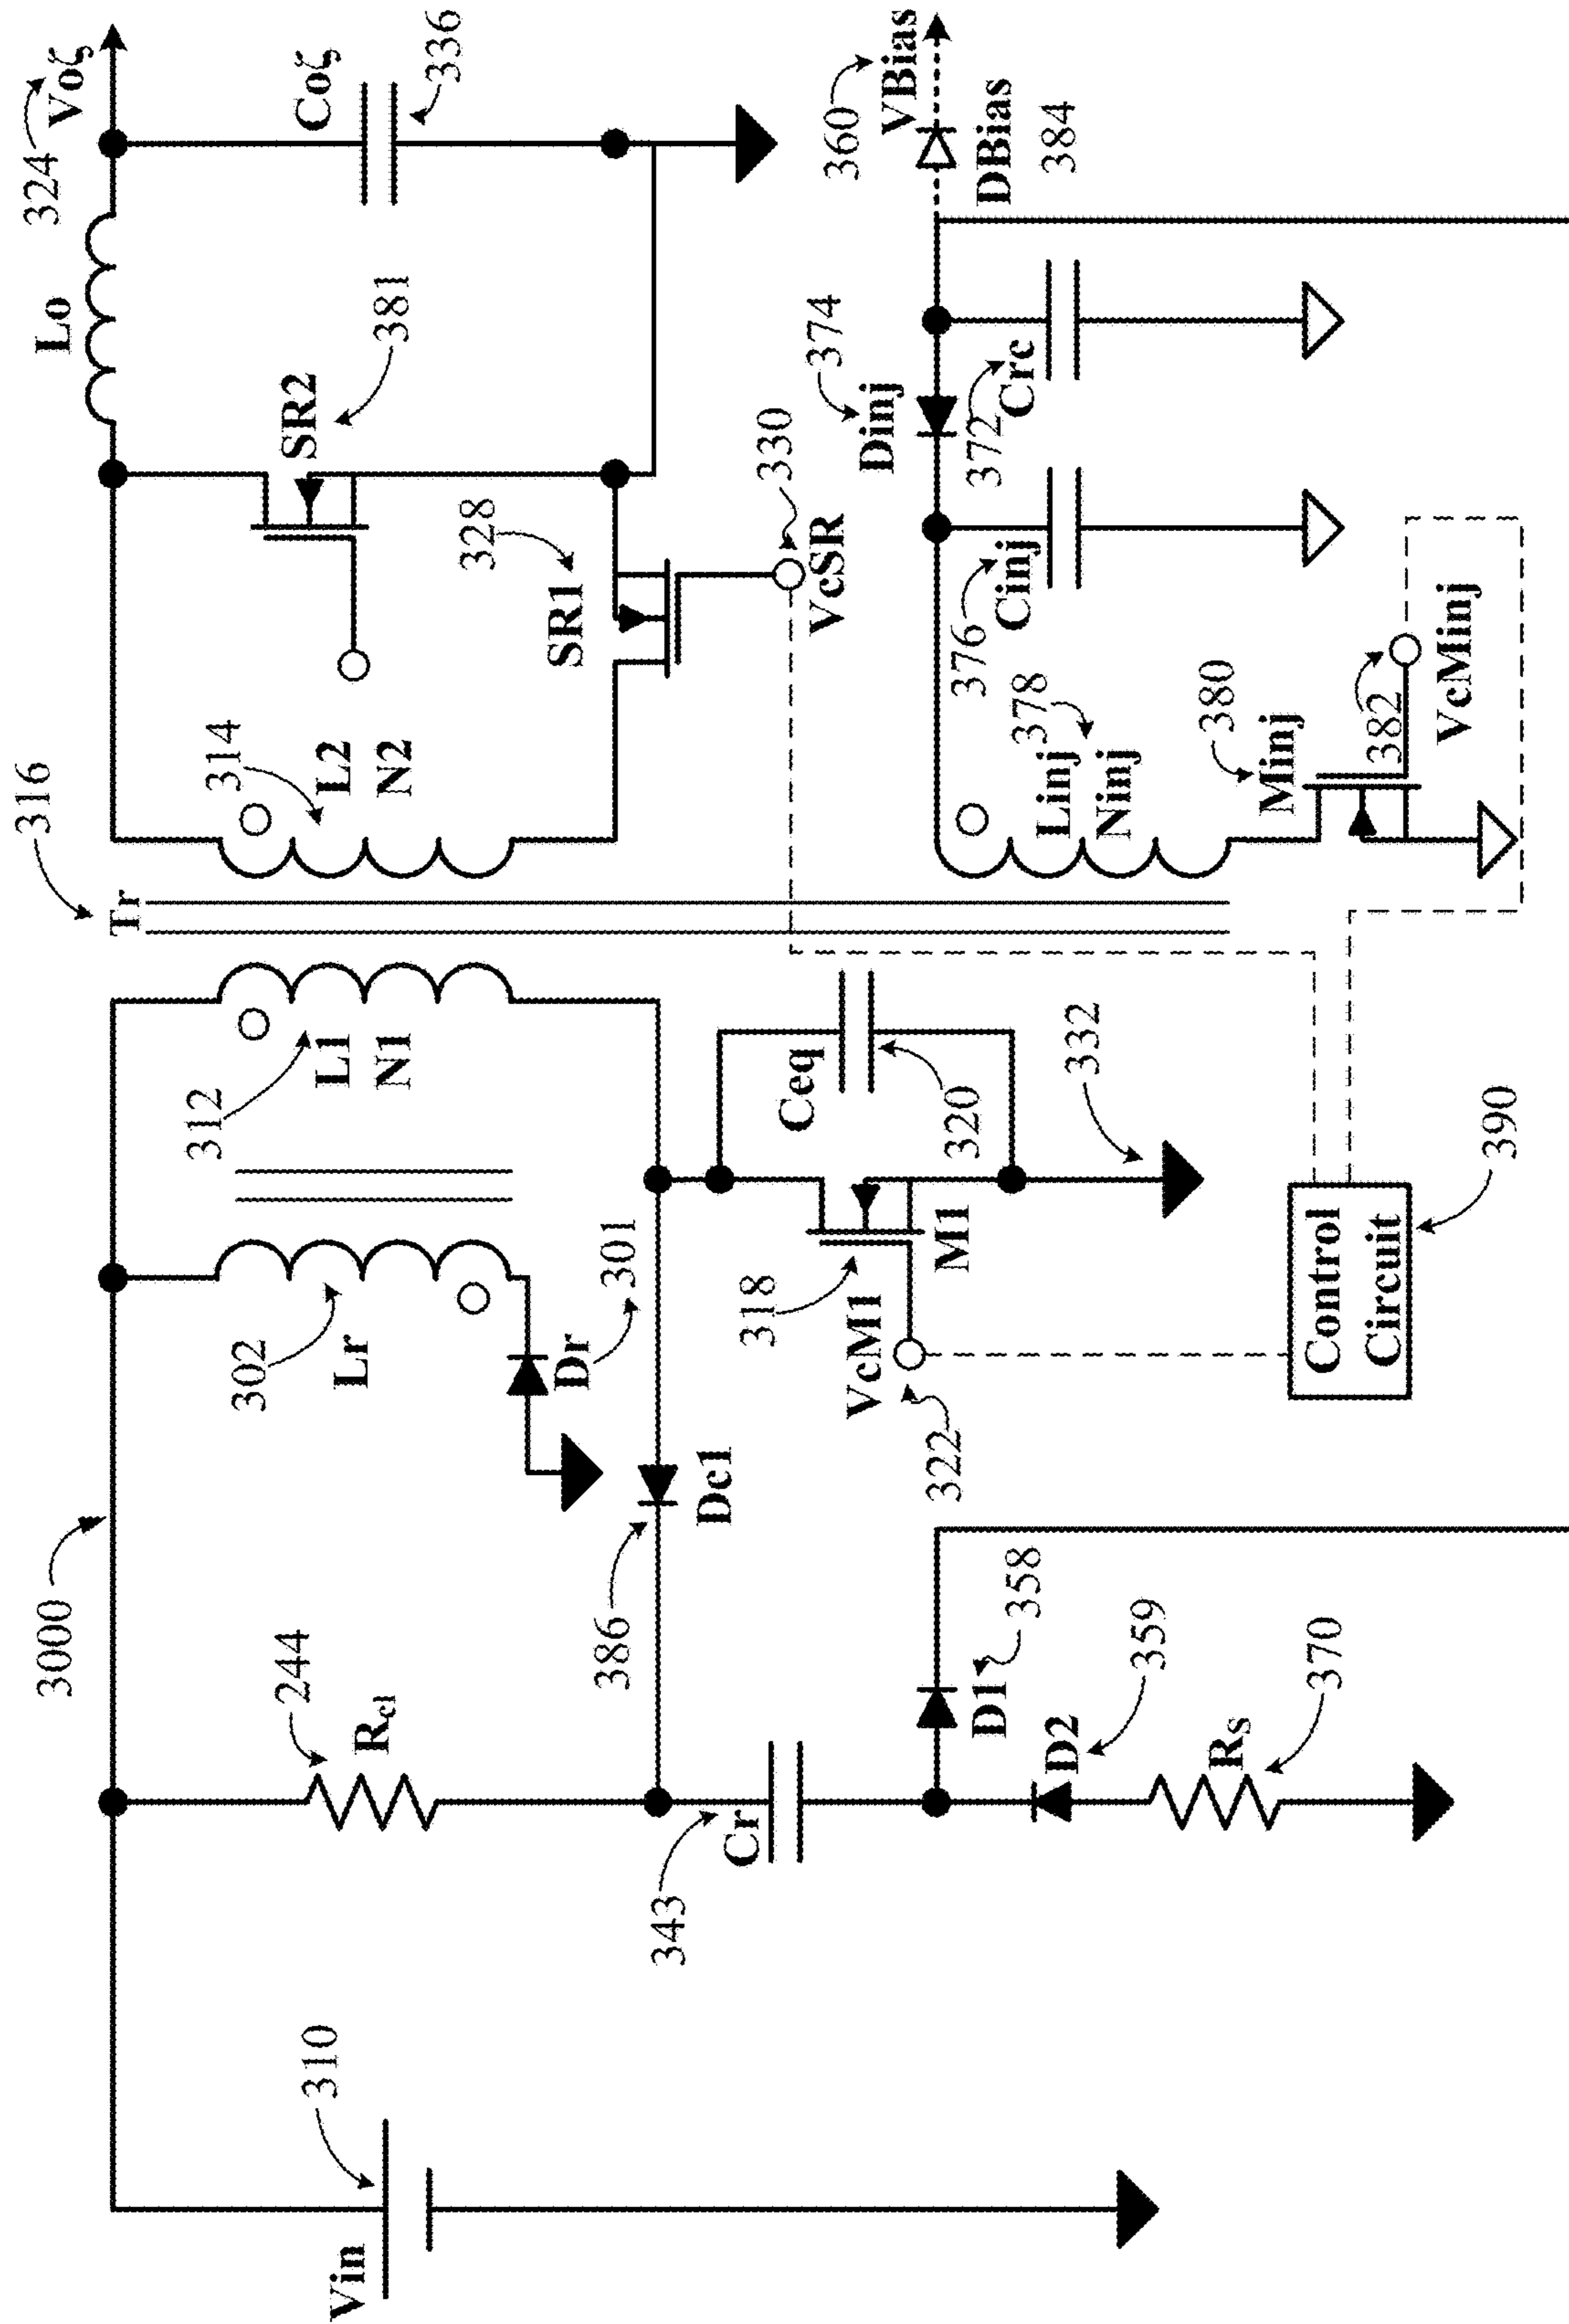 Vin
310
3000
244
Rcl
302
Lr
Dr
301
312
L1
N1
316
Tr
314
L2
N2
Lo
324
Voζ
Coζ
336
SR2
381
328
SR1
330
VcSR
386
Dc1
343
Cr
D1
358
D2
359
Rs
370
318
VcM1
322
M1
Ceq
320
332
Control
Circuit
390
376
Cinj
Linj
378
Ninj
380
Minj
382
VcMinj
374
Dinj
372
Crc
360
VBias
DBias
384